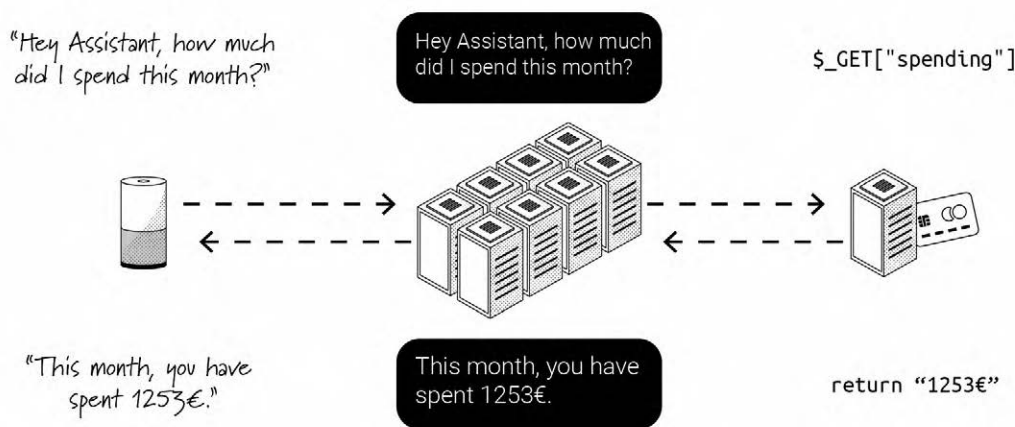 "Hey Assistant, how much
did I spend this month?"
Hey Assistant, how much
did I spend this month?
$_GET["spending"]
"This month, you have
spent 1253€."
This month, you have
spent 1253€.
return “1253€”